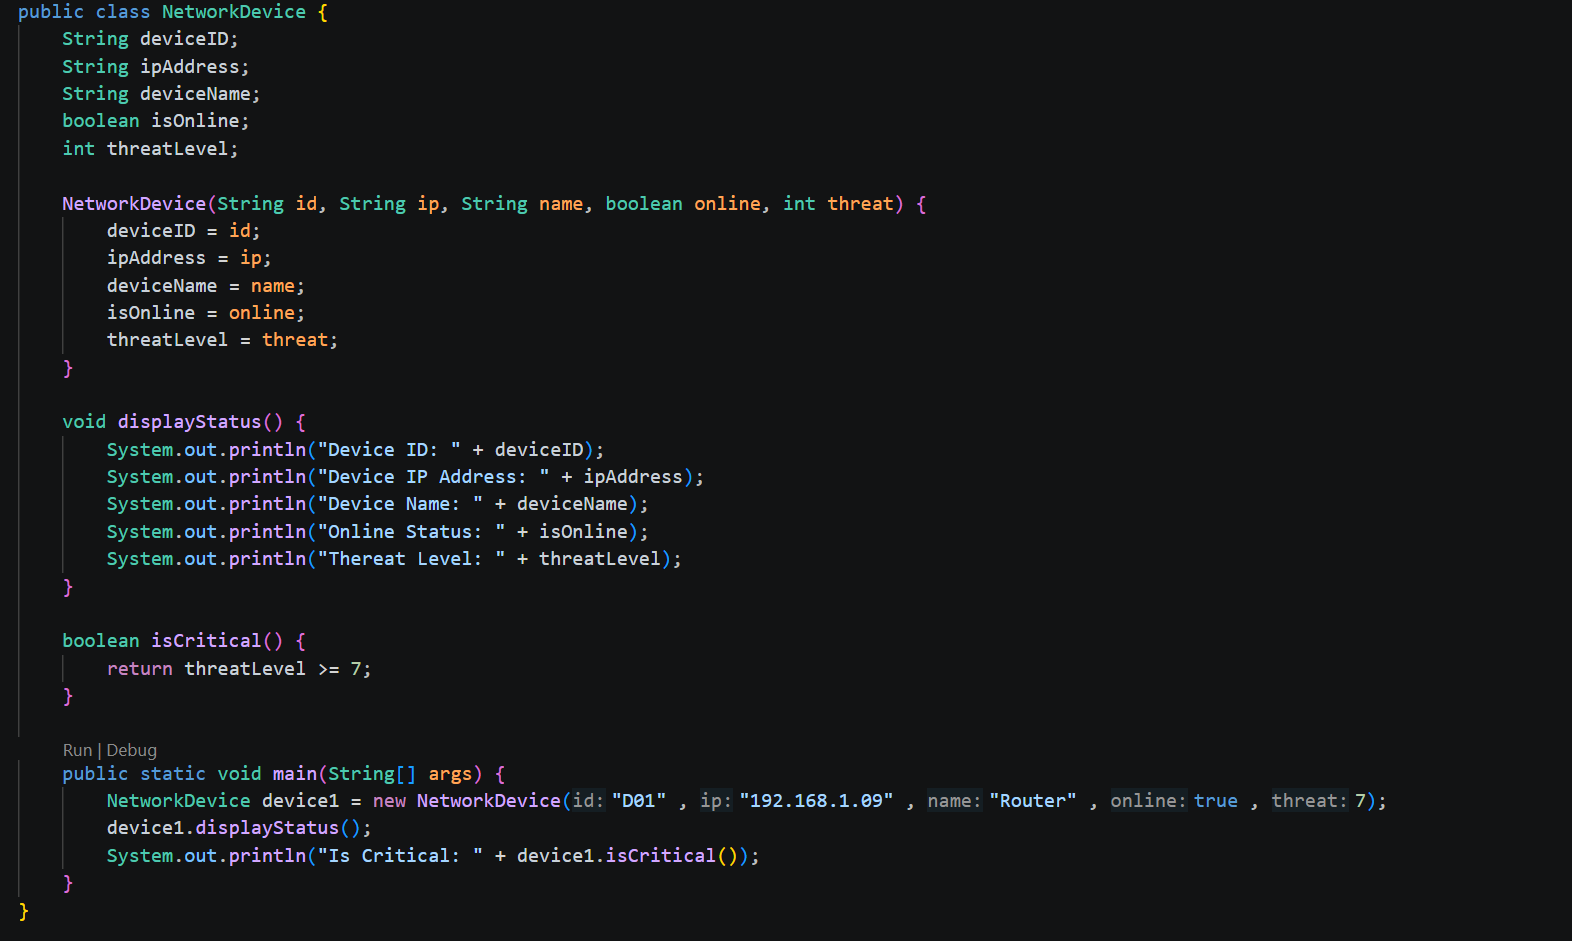 public class NetworkDevice {
    String deviceID;
    String ipAddress;
    String deviceName;
    boolean isOnline;
    int threatLevel;

    NetworkDevice(String id, String ip, String name, boolean online, int threat) {
        deviceID = id;
        ipAddress = ip;
        deviceName = name;
        isOnline = online;
        threatLevel = threat;
    }

    void displayStatus() {
        System.out.println("Device ID: " + deviceID);
        System.out.println("Device IP Address: " + ipAddress);
        System.out.println("Device Name: " + deviceName);
        System.out.println("Online Status: " + isOnline);
        System.out.println("Thereat Level: " + threatLevel);
    }

    boolean isCritical() {
        return threatLevel >= 7;
    }

    Run | Debug
    public static void main(String[] args) {
        NetworkDevice device1 = new NetworkDevice(id: "D01" , ip: "192.168.1.09" , name: "Router" , online: true , threat: 7);
        device1.displayStatus();
        System.out.println("Is Critical: " + device1.isCritical());
    }
}